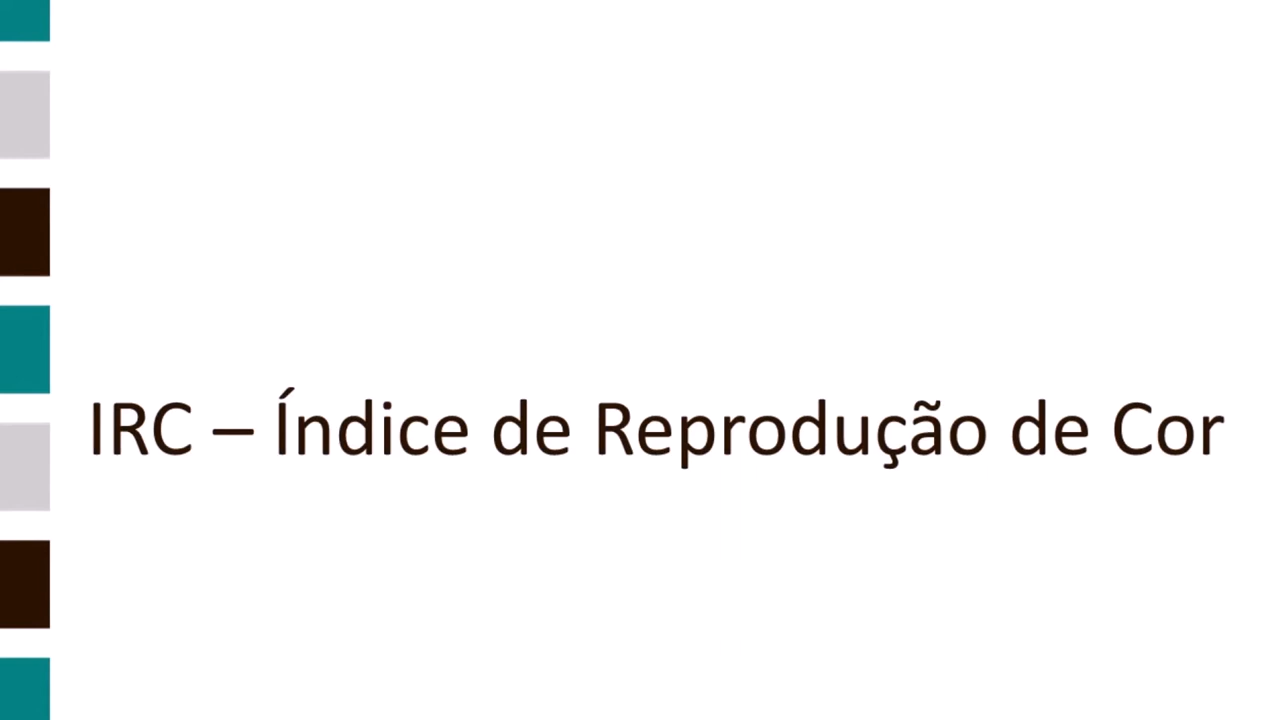 IRC – Índice de Reprodução de Cor